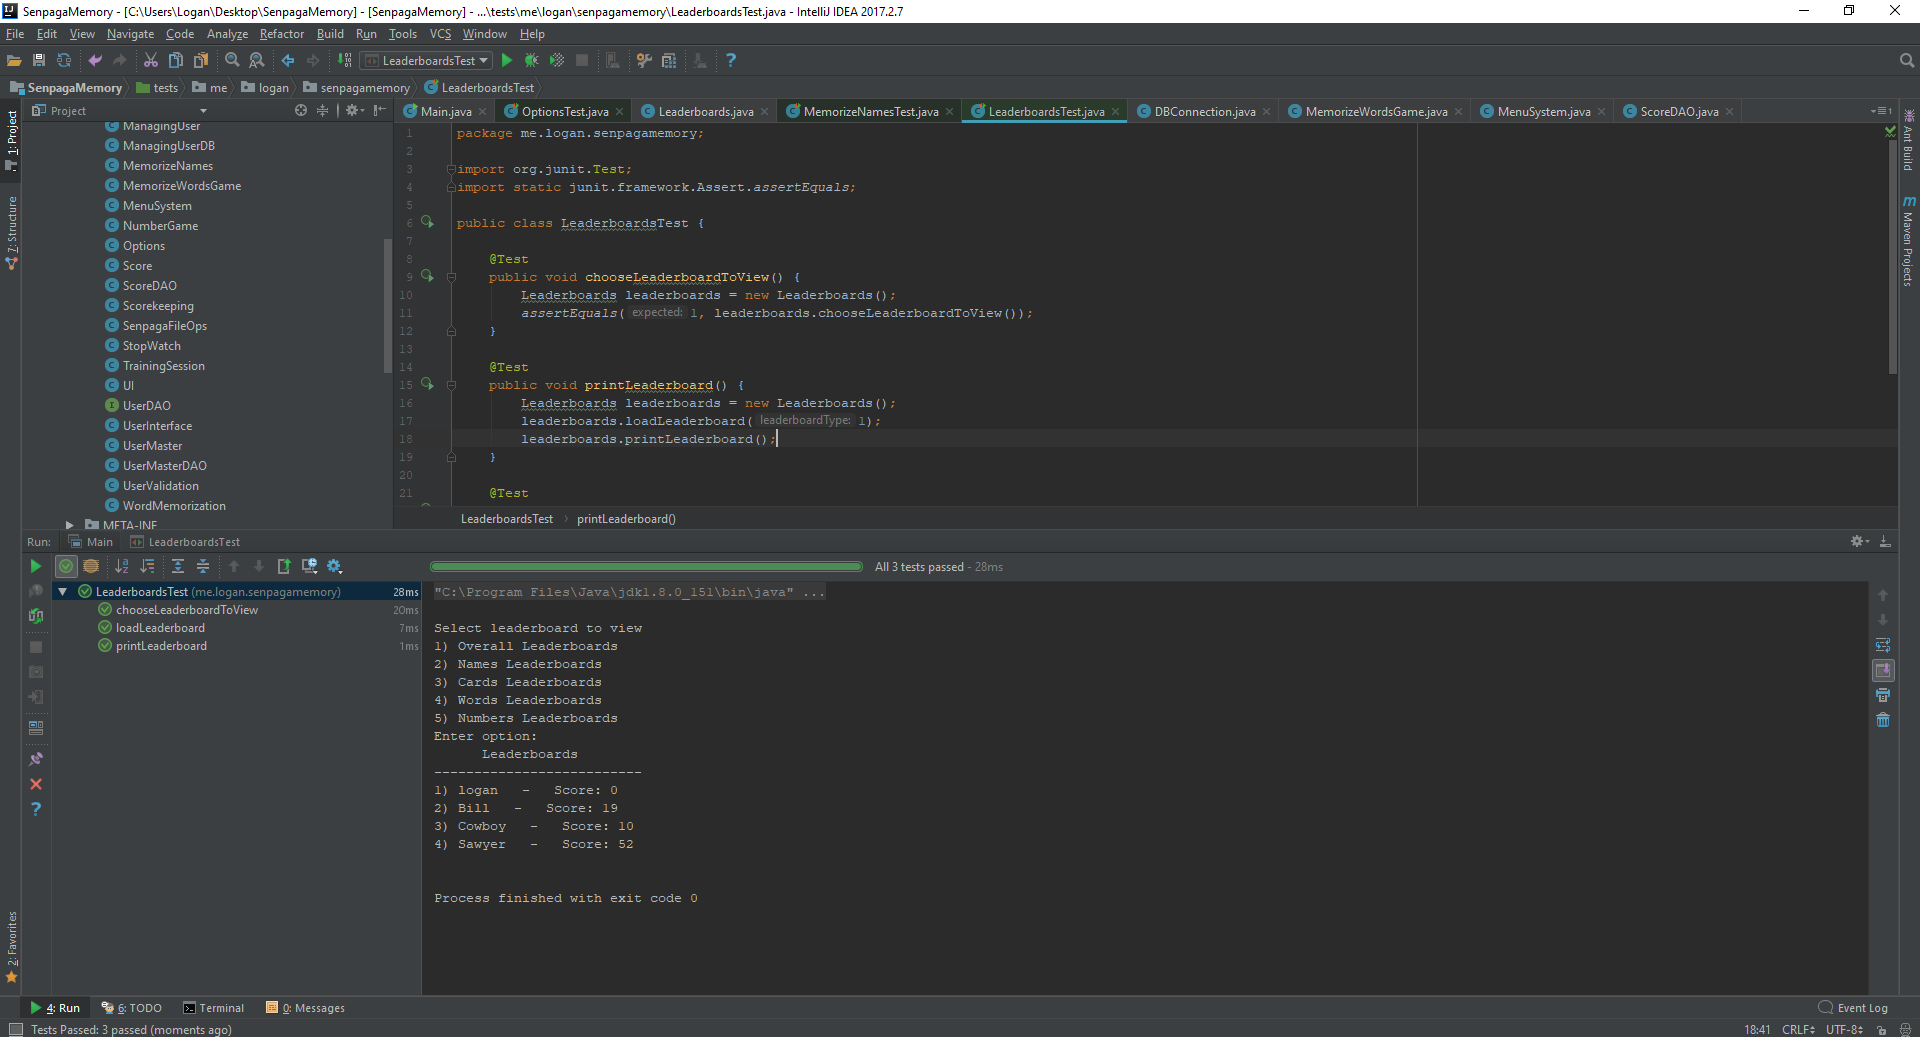 SenpagaMemory - [C:\Users\Logan\Desktop\SenpagaMemory] - [SenpagaMemory] - ...\tests\me\logan\senpagamemory\LeaderboardsTest.java - IntelliJ IDEA 2017.2.7
File Edit View Navigate Code Analyze Refactor Build Run Tools VCS Window Help
LeaderboardsTest
SenpagaMemory tests me logan senpagamemory LeaderboardsTest
Project
Main.java OptionsTest.java Leaderboards.java MemorizeNamesTest.java LeaderboardsTest.java DBConnection.java MemorizeWordsGame.java MenuSystem.java ScoreDAO.java
1: Project
7: Structure
2: Favorites
Ant Build
Maven Projects
ManagingUser
ManagingUserDB
MemorizeNames
MemorizeWordsGame
MenuSystem
NumberGame
Options
Score
ScoreDAO
Scorekeeping
SenpagaFileOps
StopWatch
TrainingSession
UI
UserDAO
UserInterface
UserMaster
UserMasterDAO
UserValidation
WordMemorization
META-INF
1 package me.logan.senpagamemory;
2
3 import org.junit.Test;
4 import static junit.framework.Assert.assertEquals;
5
6 public class LeaderboardsTest {
7
8 @Test
9 public void chooseLeaderboardToView() {
10 Leaderboards leaderboards = new Leaderboards();
11 assertEquals( expected: 1, leaderboards.chooseLeaderboardToView());
12 }
13
14 @Test
15 public void printLeaderboard() {
16 Leaderboards leaderboards = new Leaderboards();
17 leaderboards.loadLeaderboard( leaderboardType: 1);
18 leaderboards.printLeaderboard();
19 }
20
21 @Test
LeaderboardsTest printLeaderboard()
Run: Main LeaderboardsTest
All 3 tests passed - 28ms
LeaderboardsTest (me.logan.senpagamemory) 28ms
chooseLeaderboardToView 20ms
loadLeaderboard 7ms
printLeaderboard 1ms
"C:\Program Files\Java\jdk1.8.0_151\bin\java" ...
Select leaderboard to view
1) Overall Leaderboards
2) Names Leaderboards
3) Cards Leaderboards
4) Words Leaderboards
5) Numbers Leaderboards
Enter option:
Leaderboards
--------------------------
1) logan - Score: 0
2) Bill - Score: 19
3) Cowboy - Score: 10
4) Sawyer - Score: 52
Process finished with exit code 0
4: Run 6: TODO Terminal 0: Messages Event Log
Tests Passed: 3 passed (moments ago) 18:41 CRLF UTF-8